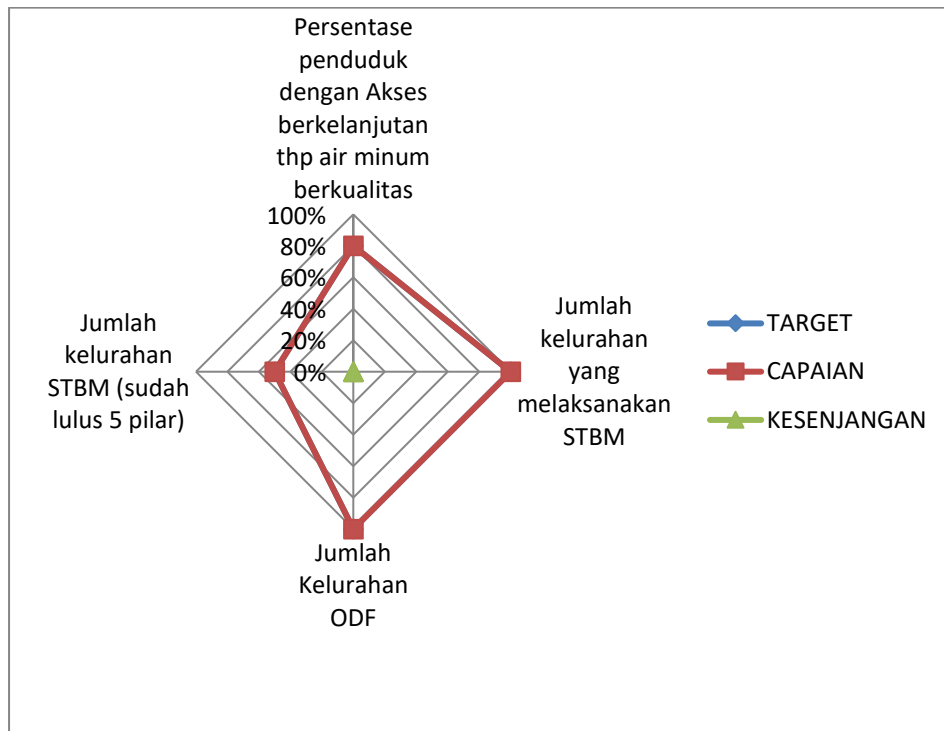 Persentase
penduduk
dengan Akses
berkelanjutan
thp air minum
berkualitas
100%
80%
60%
40%
20%
0%
Jumlah
kelurahan
yang
melaksanakan
STBM
Jumlah
Kelurahan
ODF
Jumlah
kelurahan
STBM (sudah
lulus 5 pilar)
TARGET
CAPAIAN
KESENJANGAN